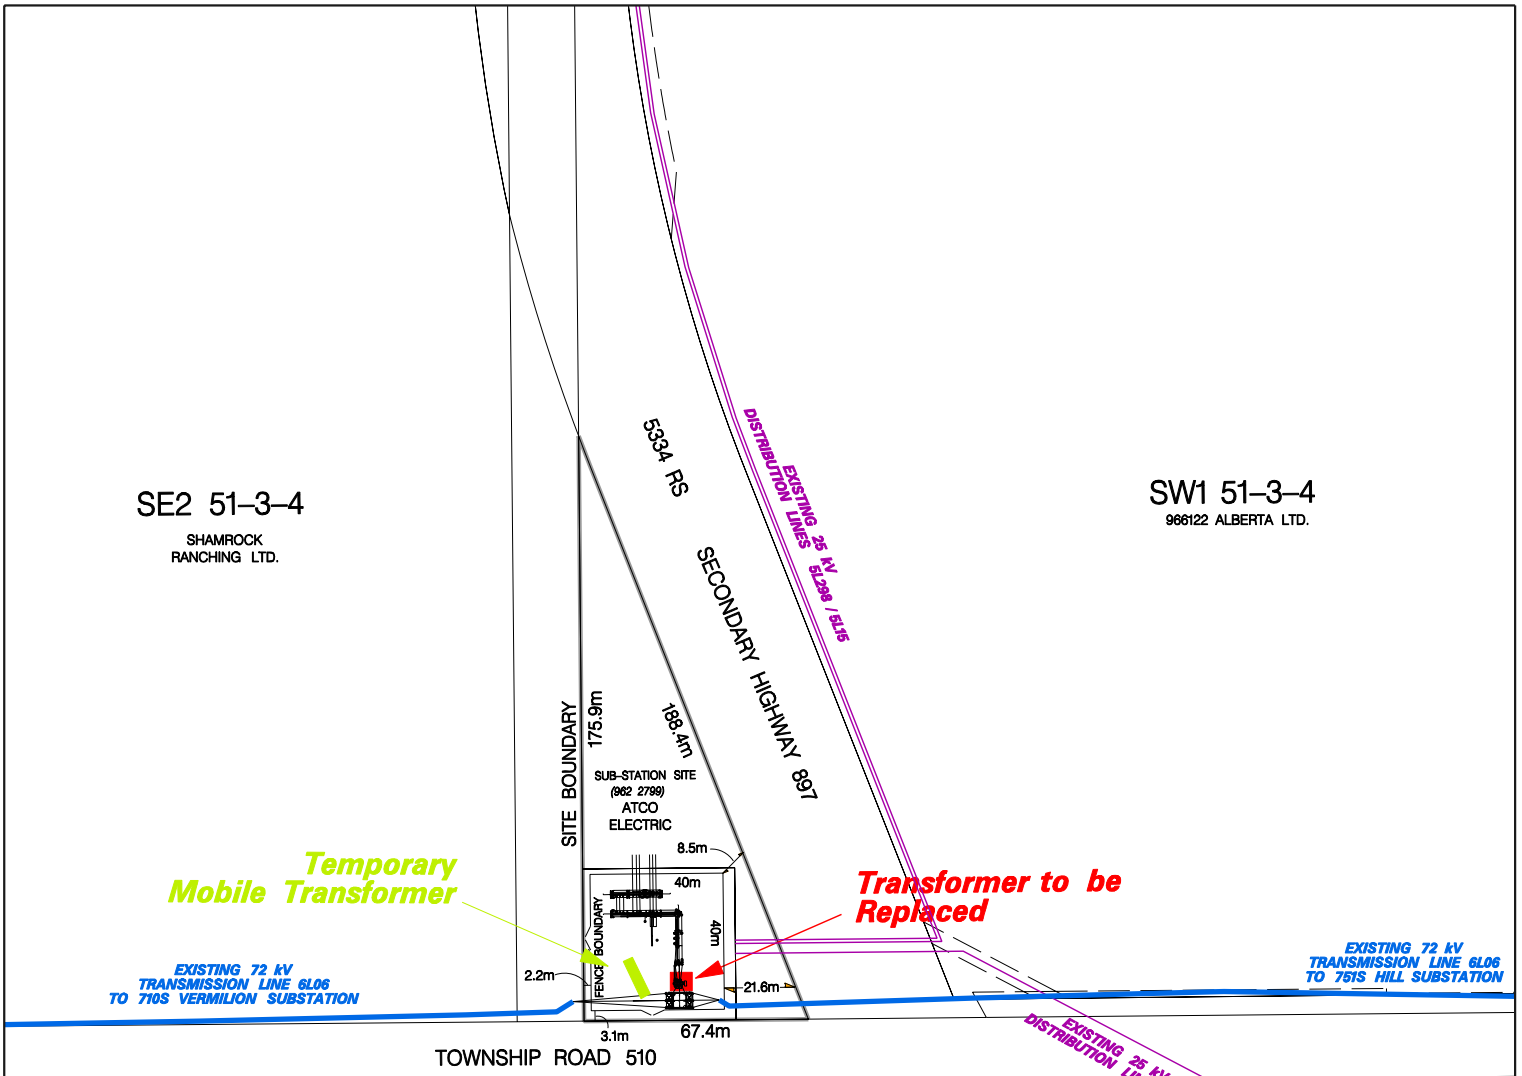 5334 RS
SECONDARY HIGHWAY 897
EXISTING 25 kV
DISTRIBUTION LINES 5L298 / 5L15
SE2 51–3–4
SHAMROCK
RANCHING LTD.
SW1 51–3–4
966122 ALBERTA LTD.
SITE BOUNDARY
175.9m
188.4m
SUB–STATION SITE
(962 2799)
ATCO
ELECTRIC
8.5m
40m
40m
FENCE BOUNDARY
Temporary
Mobile Transformer
Transformer to be
Replaced
EXISTING 72 kV
TRANSMISSION LINE 6L06
TO 710S VERMILION SUBSTATION
2.2m
21.6m
EXISTING 72 kV
TRANSMISSION LINE 6L06
TO 751S HILL SUBSTATION
3.1m
67.4m
TOWNSHIP ROAD 510
EXISTING 25 kV
DISTRIBUTION